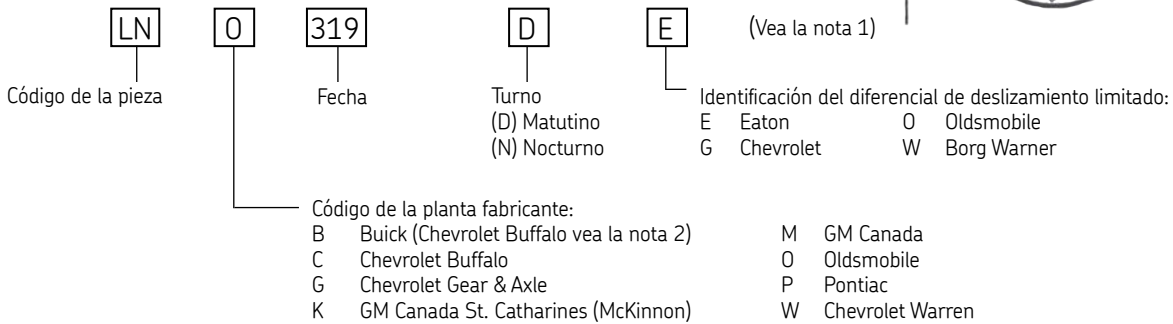 LN O 319 D E (Vea la nota 1)
Código de la pieza Fecha Turno Identificación del diferencial de deslizamiento limitado:
(D) Matutino E Eaton O Oldsmobile
(N) Nocturno G Chevrolet W Borg Warner
Código de la planta fabricante:
B Buick (Chevrolet Buffalo vea la nota 2) M GM Canada
C Chevrolet Buffalo O Oldsmobile
G Chevrolet Gear & Axle P Pontiac
K GM Canada St. Catharines (McKinnon) W Chevrolet Warren